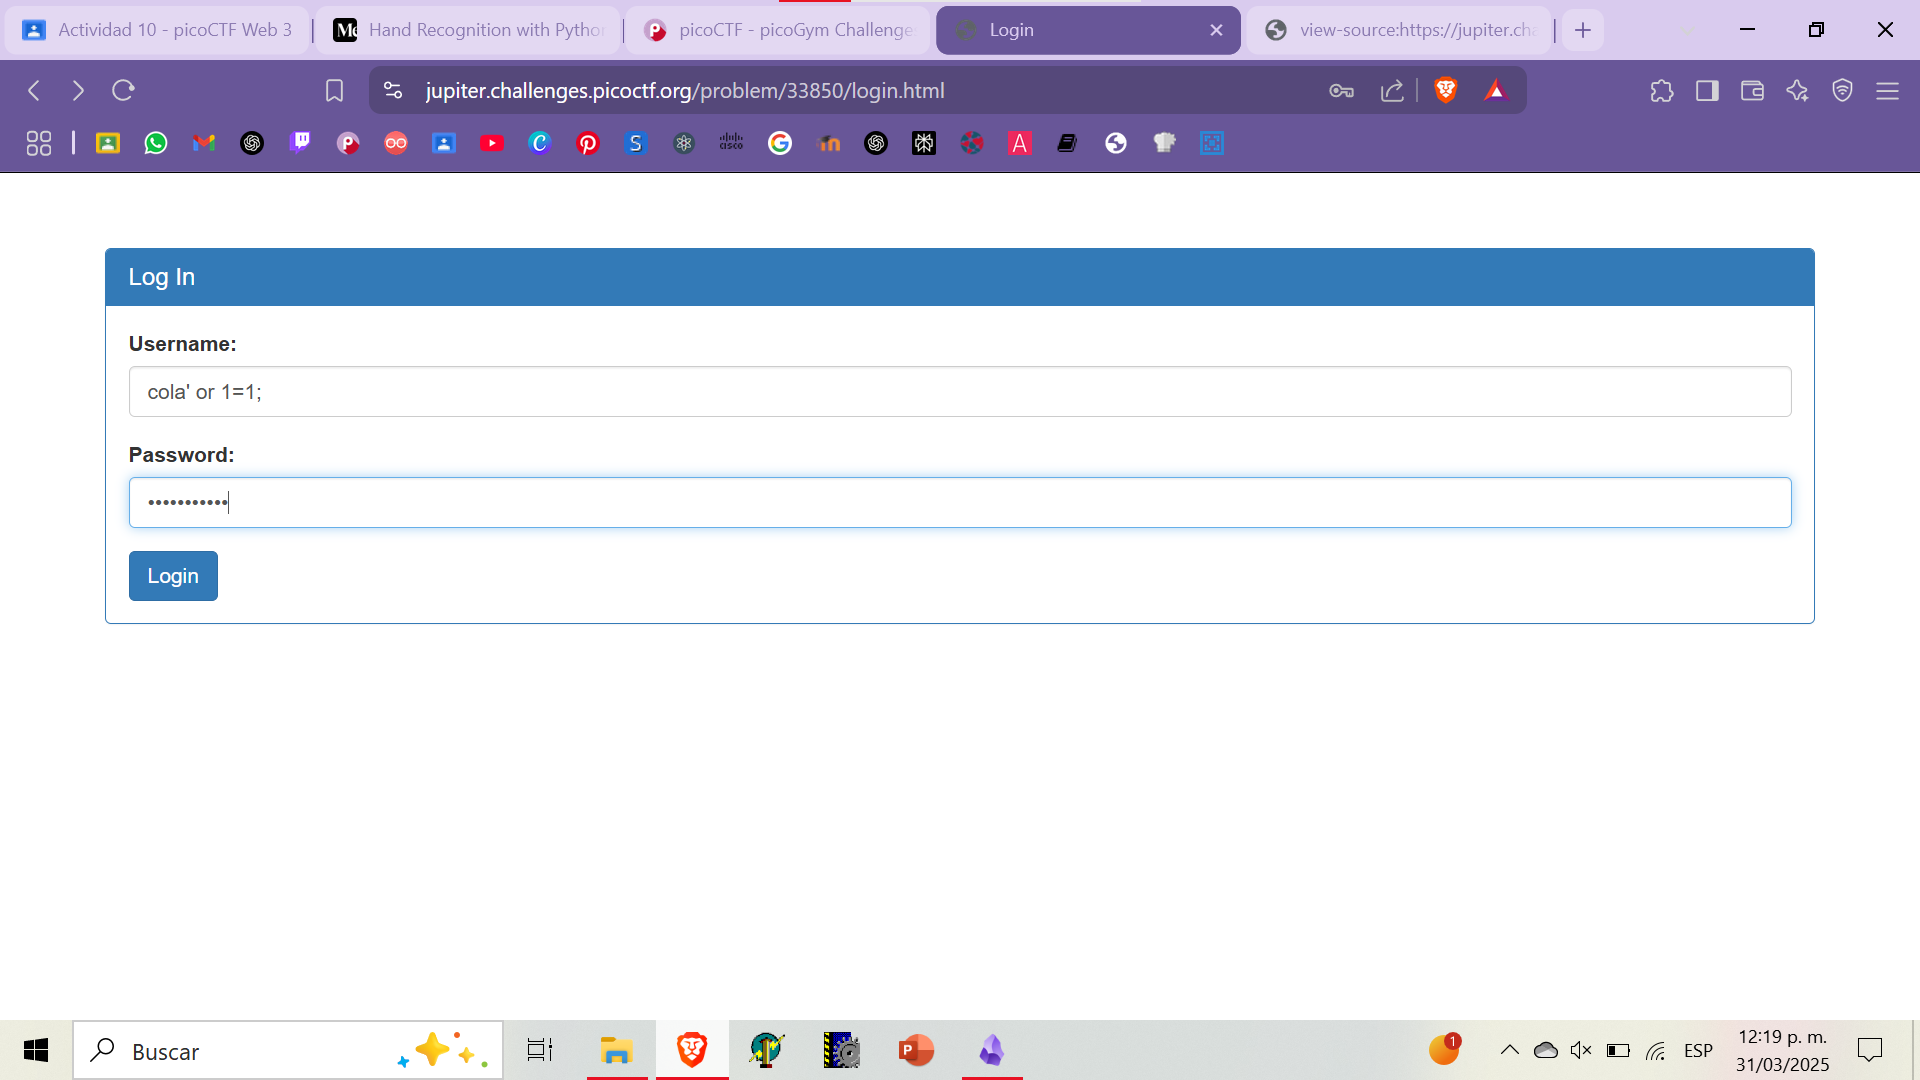 Actividad 10 - picoCTF Web 3
Hand Recognition with Pytho
picoCTF - picoGym Challenge
Login
view-source:https://jupiter.cha
jupiter.challenges.picoctf.org/problem/33850/login.html
Log In
Username:
cola' or 1=1;
Password:
•••••••••••
Login
Buscar
1
ESP
12:19 p. m.
31/03/2025